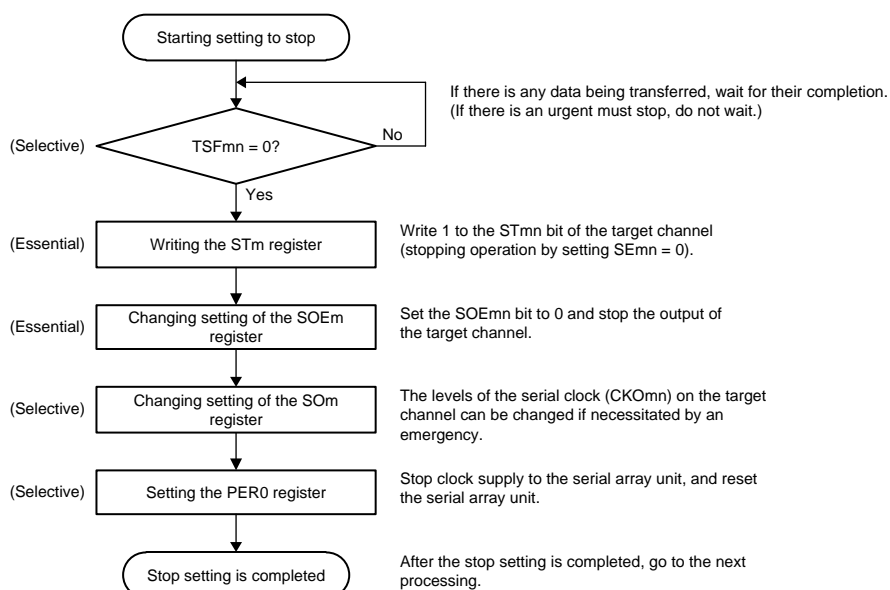 Starting setting to stop
If there is any data being transferred, wait for their completion.
(If there is an urgent must stop, do not wait.)
(Selective)
TSFmn = 0?
No
Yes
(Essential)
Writing the STm register
Write 1 to the STmn bit of the target channel
(stopping operation by setting SEmn = 0).
(Essential)
Changing setting of the SOEm
register
Set the SOEmn bit to 0 and stop the output of
the target channel.
(Selective)
Changing setting of the SOm
register
The levels of the serial clock (CKOmn) on the target
channel can be changed if necessitated by an
emergency.
(Selective)
Setting the PER0 register
Stop clock supply to the serial array unit, and reset
the serial array unit.
Stop setting is completed
After the stop setting is completed, go to the next
processing.